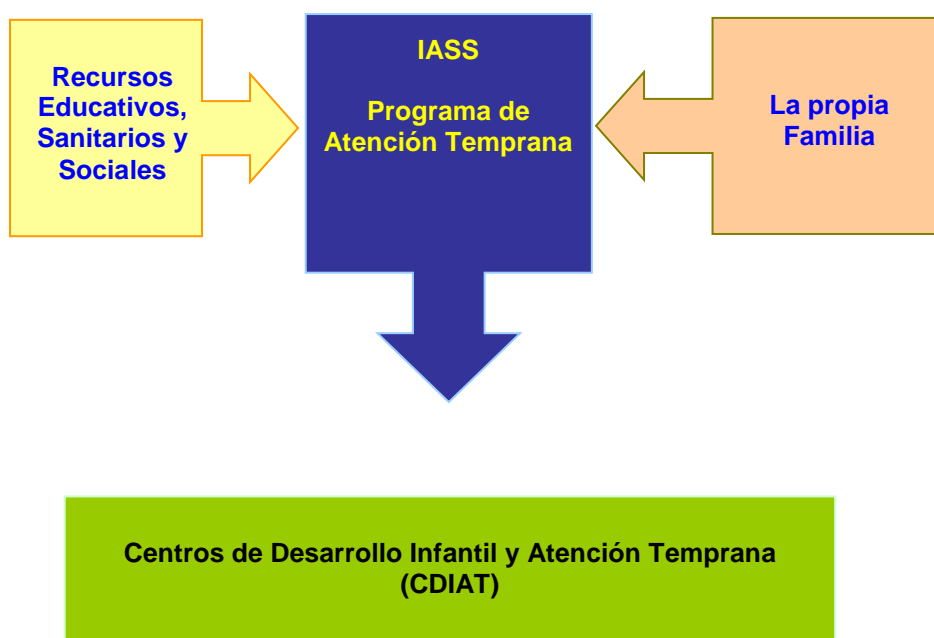 Recursos
Educativos,
Sanitarios y
Sociales
IASS
Programa de
Atención Temprana
La propia
Familia
Centros de Desarrollo Infantil y Atención Temprana
(CDIAT)